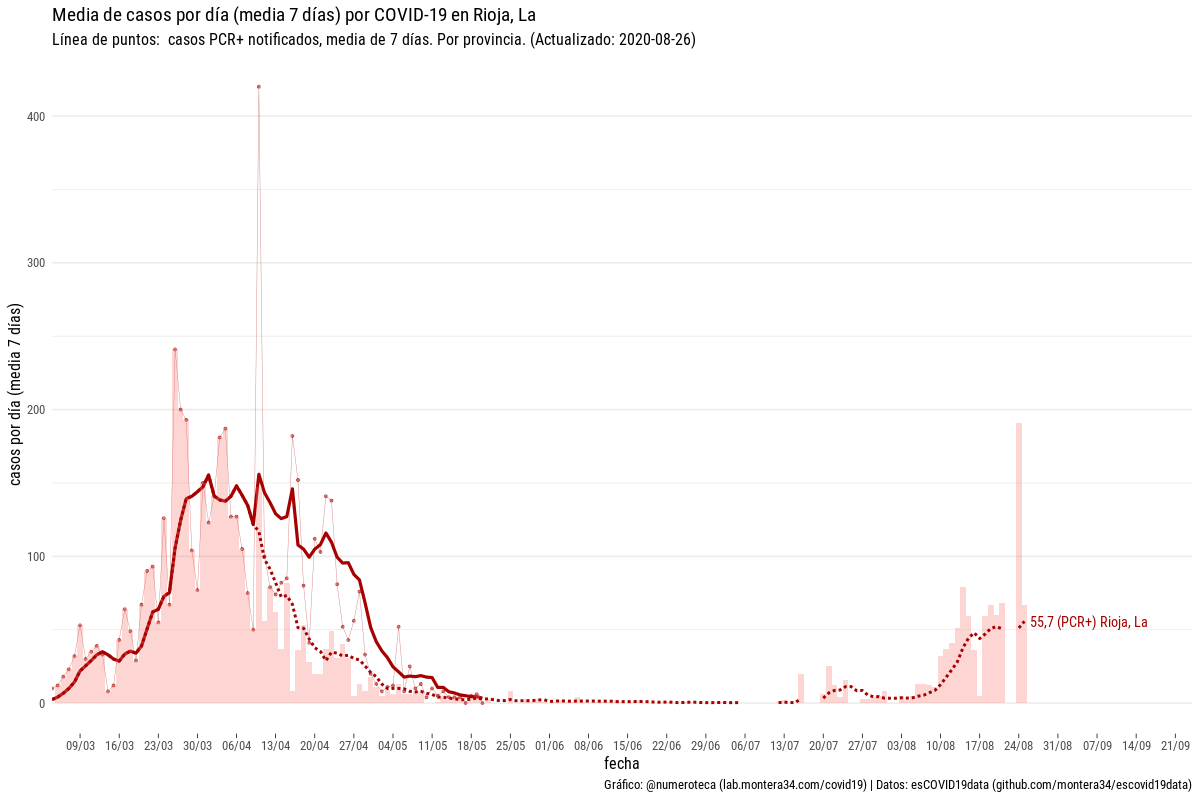 Media de casos por día (media 7 días) por COVID-19 en Rioja, La
Línea de puntos:  casos PCR+ notificados, media de 7 días. Por provincia. (Actualizado: 2020-08-26)
casos por día (media 7 días)
400
300
200
100
0
55,7 (PCR+) Rioja, La
09/03 16/03 23/03 30/03 06/04 13/04 20/04 27/04 04/05 11/05 18/05 25/05 01/06 08/06 15/06 22/06 29/06 06/07 13/07 20/07 27/07 03/08 10/08 17/08 24/08 31/08 07/09 14/09 21/09
fecha
Gráfico: @numeroteca (lab.montera34.com/covid19) | Datos: esCOVID19data (github.com/montera34/escovid19data)